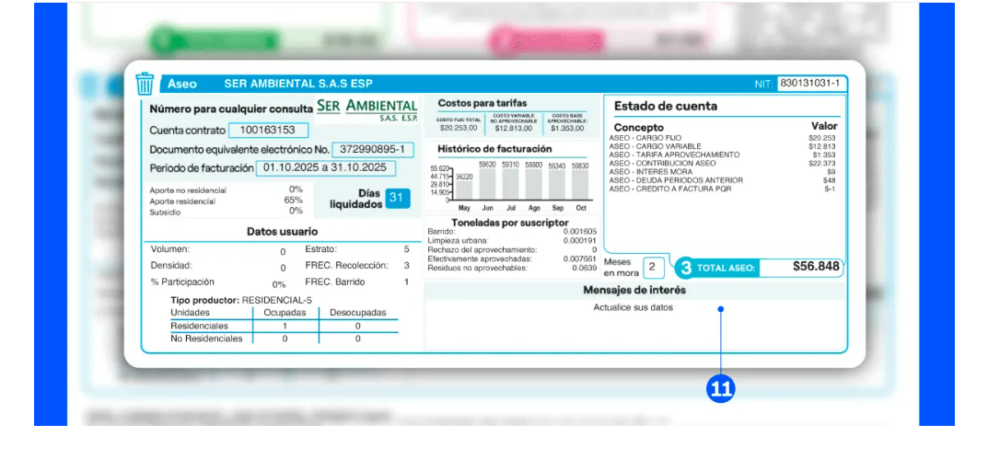 Aseo SER AMBIENTAL S.A.S ESP NIT: 830131031-1
Número para cualquier consulta SER AMBIENTAL S.A.S. E.S.P.
Cuenta contrato 100163153
Documento equivalente electrónico No. 372990895-1
Periodo de facturación 01.10.2025 a 31.10.2025
Aporte no residencial 0%
Aporte residencial 65%
Subsidio 0%
Días liquidados 31
Datos usuario
Volumen: 0 Estrato: 5
Densidad: 0 FREC. Recolección: 3
% Participación 0% FREC. Barrido 1
Tipo productor: RESIDENCIAL-5
Unidades Ocupadas Desocupadas
Residenciales 1 0
No Residenciales 0 0
Costos para tarifas
COSTO FIJO TOTAL COSTO VARIABLE NO APROVECHABLE COSTO BASE APROVECHABLE:
$20.253,00 $12.813,00 $1.353,00
Histórico de facturación
59.620
44.715
29.810
14.905
0
36220 59620 59310 58600 56340 56830
May Jun Jul Ago Sep Oct
Toneladas por suscriptor
Barrido: 0.001605
Limpieza urbana: 0.000191
Rechazo del aprovechamiento: 0
Efectivamente aprovechadas: 0.007661
Residuos no aprovechables: 0.0639
Estado de cuenta
Concepto Valor
ASEO - CARGO FIJO $20.253
ASEO - CARGO VARIABLE $12.813
ASEO - TARIFA APROVECHAMIENTO $1.353
ASEO - CONTRIBUCION ASEO $22.373
ASEO - INTERES MORA $9
ASEO - DEUDA PERIODOS ANTERIOR $48
ASEO - CREDITO A FACTURA PQR $-1
Meses en mora 2
3 TOTAL ASEO: $56.848
Mensajes de interés
Actualice sus datos
11